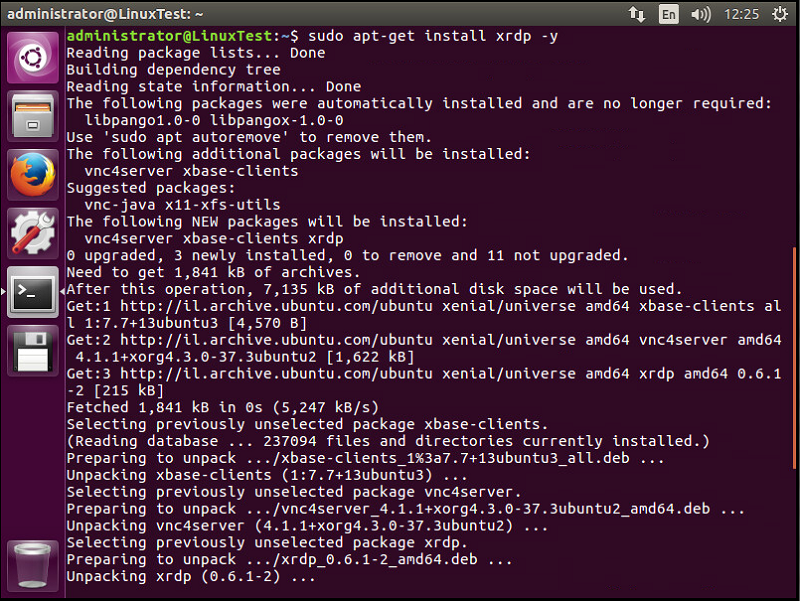 administrator@LinuxTest: ~
En
12:25
administrator@LinuxTest:~$ sudo apt-get install xrdp -y
Reading package lists... Done
Building dependency tree
Reading state information... Done
The following packages were automatically installed and are no longer required:
  libpango1.0-0 libpangox-1.0-0
Use 'sudo apt autoremove' to remove them.
The following additional packages will be installed:
  vnc4server xbase-clients
Suggested packages:
  vnc-java x11-xfs-utils
The following NEW packages will be installed:
  vnc4server xbase-clients xrdp
0 upgraded, 3 newly installed, 0 to remove and 11 not upgraded.
Need to get 1,841 kB of archives.
After this operation, 7,135 kB of additional disk space will be used.
Get:1 http://il.archive.ubuntu.com/ubuntu xenial/universe amd64 xbase-clients al
l 1:7.7+13ubuntu3 [4,570 B]
Get:2 http://il.archive.ubuntu.com/ubuntu xenial/universe amd64 vnc4server amd64
 4.1.1+xorg4.3.0-37.3ubuntu2 [1,622 kB]
Get:3 http://il.archive.ubuntu.com/ubuntu xenial/universe amd64 xrdp amd64 0.6.1
-2 [215 kB]
Fetched 1,841 kB in 0s (5,247 kB/s)
Selecting previously unselected package xbase-clients.
(Reading database ... 237094 files and directories currently installed.)
Preparing to unpack .../xbase-clients_1%3a7.7+13ubuntu3_all.deb ...
Unpacking xbase-clients (1:7.7+13ubuntu3) ...
Selecting previously unselected package vnc4server.
Preparing to unpack .../vnc4server_4.1.1+xorg4.3.0-37.3ubuntu2_amd64.deb ...
Unpacking vnc4server (4.1.1+xorg4.3.0-37.3ubuntu2) ...
Selecting previously unselected package xrdp.
Preparing to unpack .../xrdp_0.6.1-2_amd64.deb ...
Unpacking xrdp (0.6.1-2) ...